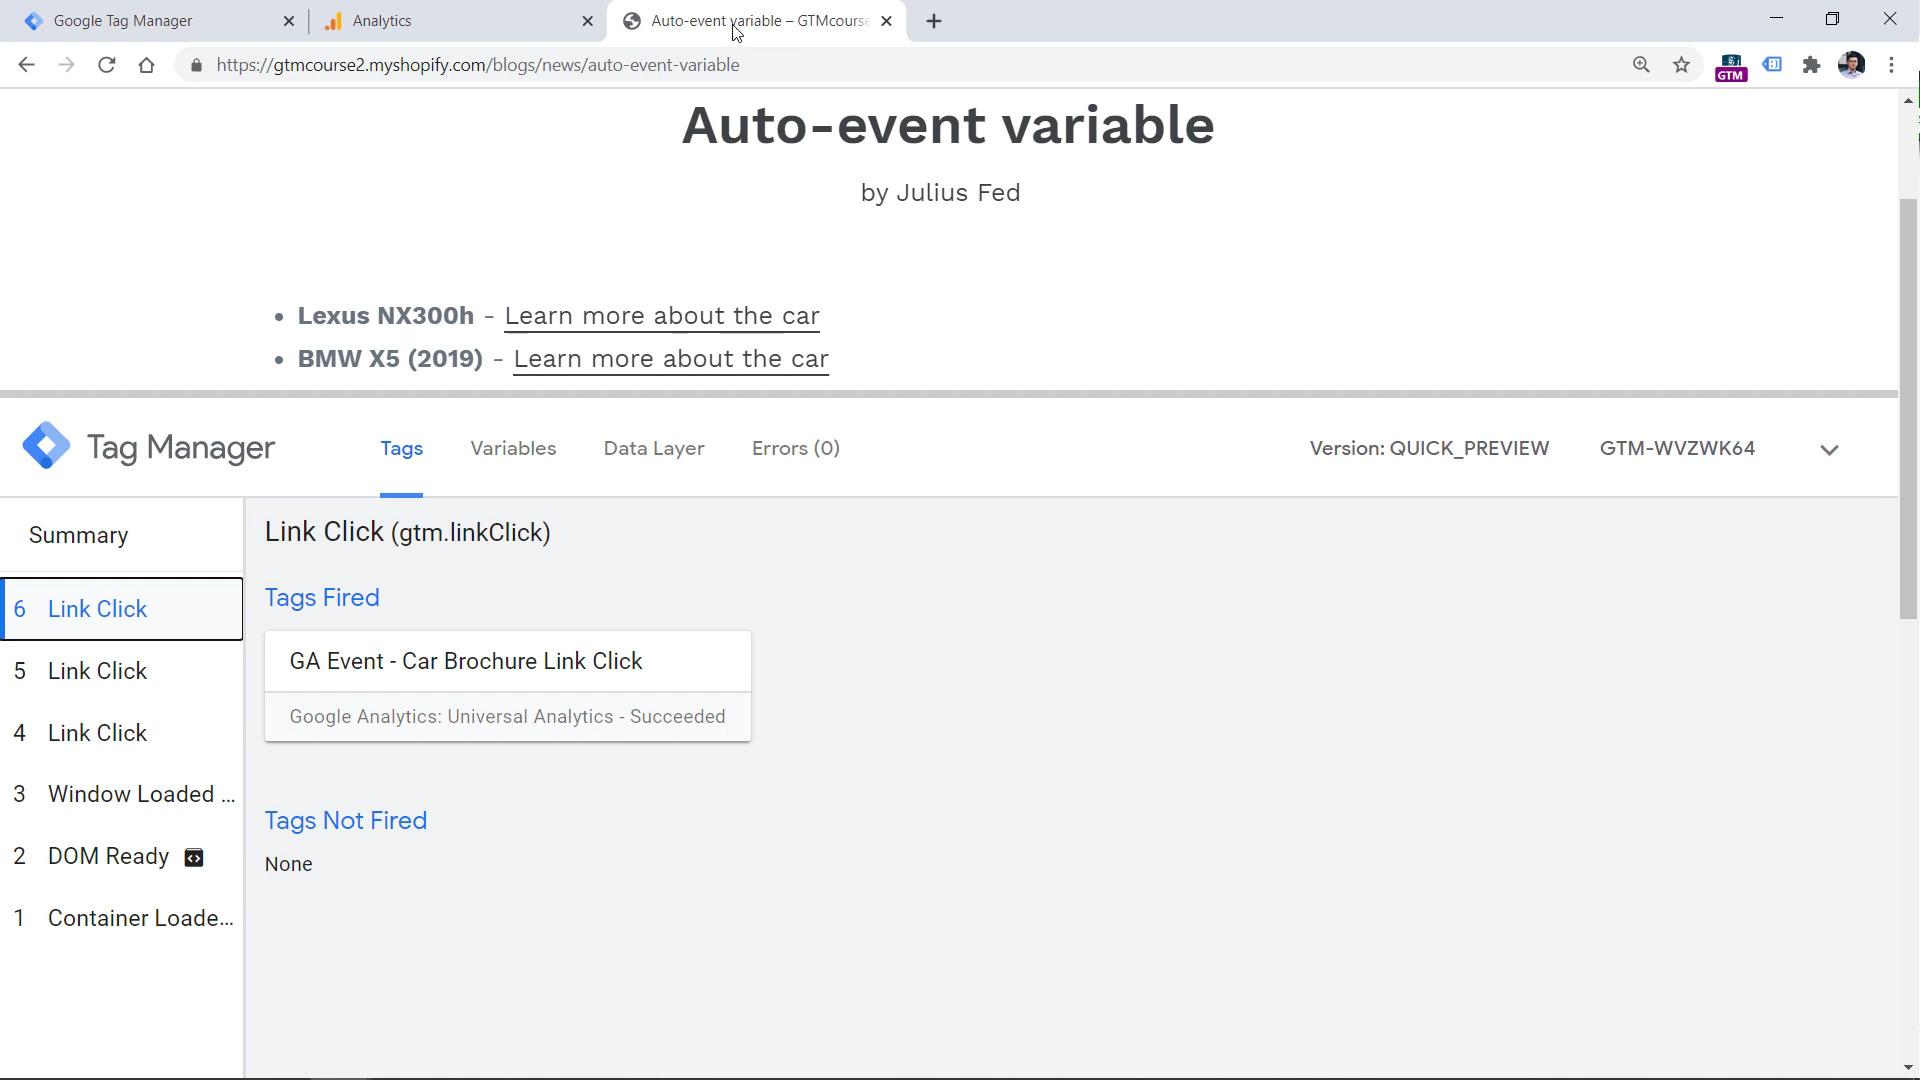 Google Tag Manager
Analytics
Auto-event variable – GTMcourse
https://gtmcourse2.myshopify.com/blogs/news/auto-event-variable
GTM
Auto-event variable
by Julius Fed
• Lexus NX300h - Learn more about the car
• BMW X5 (2019) - Learn more about the car
Tag Manager
Tags
Variables
Data Layer
Errors (0)
Version: QUICK_PREVIEW
GTM-WVZWK64
Summary
6 Link Click
5 Link Click
4 Link Click
3 Window Loaded ...
2 DOM Ready
1 Container Loade...
Link Click (gtm.linkClick)
Tags Fired
GA Event - Car Brochure Link Click
Google Analytics: Universal Analytics - Succeeded
Tags Not Fired
None